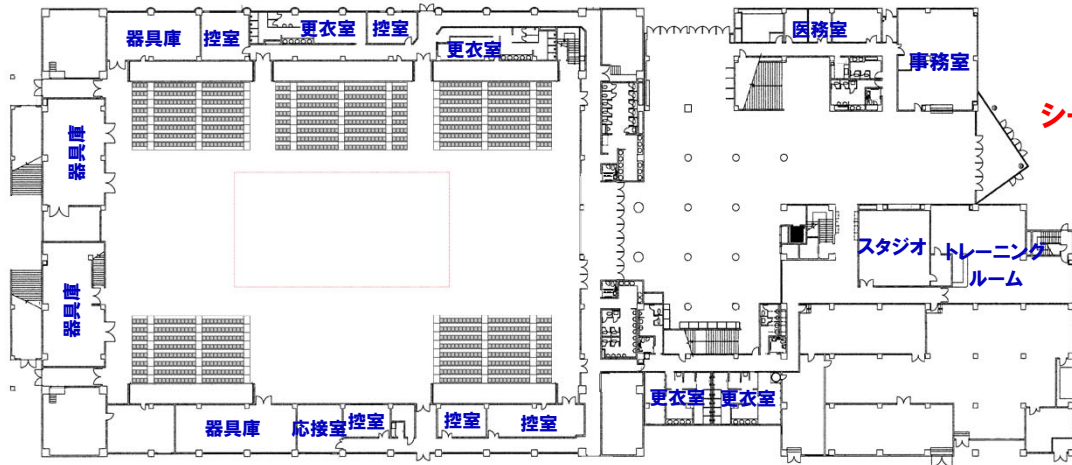 器具庫
控室
更衣室
控室
更衣室
医務室
事務室
器具庫
スタジオ
トレーニング
ルーム
器具庫
更衣室
更衣室
器具庫
応接室
控室
控室
控室